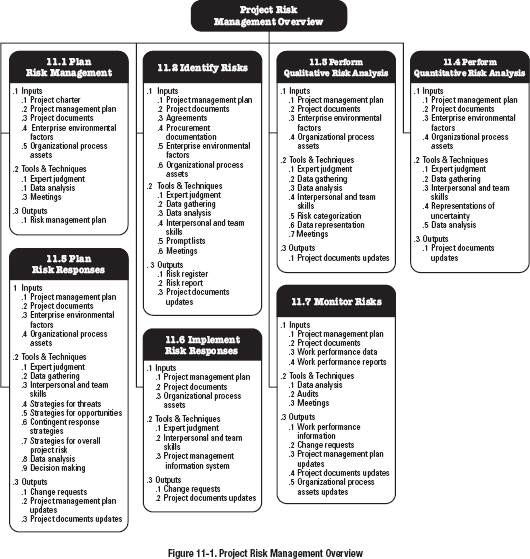 Project Risk
Management Overview
11.1 Plan
Risk Management
.1 Inputs
.1 Project charter
.2 Project management plan
.3 Project documents
.4 Enterprise environmental
factors
.5 Organizational process
assets
.2 Tools & Techniques
.1 Expert judgment
.1 Data analysis
.3 Meetings
.3 Outputs
.1 Risk management plan
11.2 Identify Risks
.1 Inputs
.1 Project management plan
.2 Project documents
.3 Agreements
.4 Procurement
documentation
.5 Enterprise environmental
factors
.6 Organizational process
assets
.2 Tools & Techniques
.1 Expert judgment
.2 Data gathering
.3 Data analysis
.4 Interpersonal and team
skills
.5 Prompt lists
.6 Meetings
.3 Outputs
.1 Risk register
.2 Risk report
.3 Project documents
updates
11.3 Perform
Qualitative Risk Analysis
.1 Inputs
.1 Project management plan
.2 Project documents
.3 Enterprise environmental
factors
.4 Organizational process
assets
.2 Tools & Techniques
.1 Expert judgment
.2 Data gathering
.3 Data analysis
.4 Interpersonal and team
skills
.5 Risk categorization
.6 Data representation
.7 Meetings
.3 Outputs
.1 Project documents updates
11.4 Perform
Quantitative Risk Analysis
.1 Inputs
.1 Project management plan
.2 Project documents
.3 Enterprise environmental
factors
.4 Organizational process
assets
.2 Tools & Techniques
.1 Expert judgment
.2 Data gathering
.3 Interpersonal and team
skills
.4 Representations of
uncertainty
.5 Data analysis
.3 Outputs
.1 Project documents
updates
11.5 Plan
Risk Responses
.1 Inputs
.1 Project management plan
.2 Project documents
.3 Enterprise environmental
factors
.4 Organizational process
assets
.2 Tools & Techniques
.1 Expert judgment
.2 Data gathering
.3 Interpersonal and team
skills
.4 Strategies for threats
.5 Strategies for opportunities
.6 Contingent response
strategies
.7 Strategies for overall
project risk
.8 Data analysis
.9 Decision making
.3 Outputs
.1 Change requests
.2 Project management plan
updates
.3 Project documents updates
11.6 Implement
Risk Responses
.1 Inputs
.1 Project management plan
.2 Project documents
.3 Organizational process
assets
.2 Tools & Techniques
.1 Expert judgment
.2 Interpersonal and team
skills
.3 Project management
information system
.3 Outputs
.1 Change requests
.2 Project documents updates
11.7 Monitor Risks
.1 Inputs
.1 Project management plan
.2 Project documents
.3 Work performance data
.4 Work performance reports
.2 Tools & Techniques
.1 Data analysis
.2 Audits
.3 Meetings
.3 Outputs
.1 Work performance
information
.2 Change requests
.3 Project management plan
updates
.4 Project documents updates
.5 Organizational process
assets updates
Figure 11-1. Project Risk Management Overview